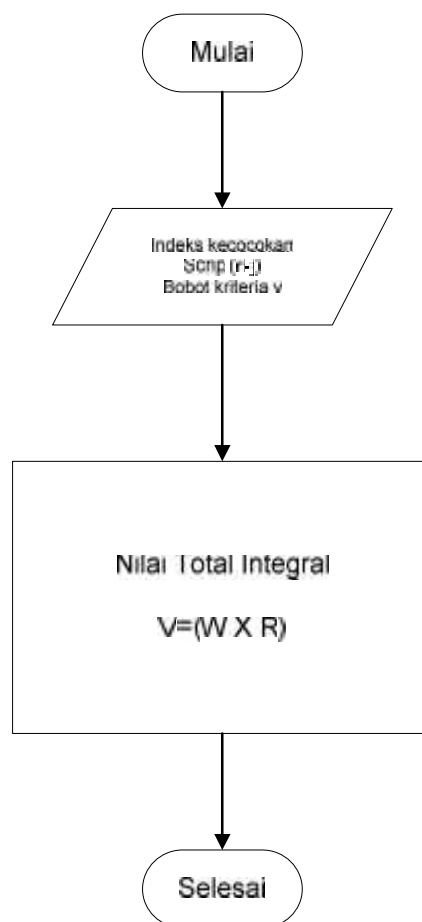 Mulai
Indeks kecocokan
Bobot kriteria v
Nilai Total Integral
V=(W X R)
Selesai